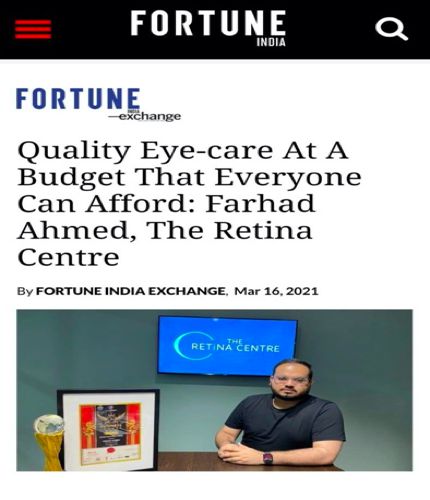 FORTUNE
INDIA
FORTUNE
INDIA
exchange
Quality Eye-care At A
Budget That Everyone
Can Afford: Farhad
Ahmed, The Retina
Centre
By FORTUNE INDIA EXCHANGE, Mar 16, 2021
THE
RETINA CENTRE